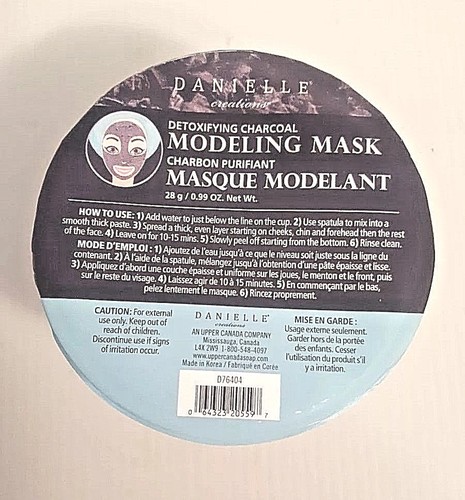 DANIELLE
creations
DETOXIFYING CHARCOAL
MODELING MASK
CHARBON PURIFIANT
MASQUE MODELANT
28 g / 0.99 OZ. Net Wt.
HOW TO USE: 1) Add water to just below the line on the cup. 2) Use spatula to mix into a
smooth thick paste. 3) Spread a thick, even layer starting on cheeks, chin and forehead then the rest
of the face. 4) Leave on for 10-15 mins. 5) Slowly peel off starting from the bottom. 6) Rinse clean.
MODE D'EMPLOI : 1) Ajoutez de l'eau jusqu'à ce que le niveau soit juste sous la ligne du
contenant. 2) À l'aide de la spatule, mélangez jusqu'à l'obtention d'une pâte épaisse et lisse.
3) Appliquez d'abord une couche épaisse et uniforme sur les joues, le menton et le front, puis
sur le reste du visage. 4) Laissez agir de 10 à 15 minutes. 5) En commençant par le bas,
pelez lentement le masque. 6) Rincez proprement.
CAUTION: For external
use only. Keep out of
reach of children.
Discontinue use if signs
of irritation occur.
DANIELLE
creations
AN UPPER CANADA COMPANY
Mississauga, Canada
L4K 2W9 1-800-548-4097
www.uppercanadasoap.com
Made in Korea / Fabriqué en Corée
D76404
0 64323 20559 7
MISE EN GARDE :
Usage externe seulement.
Garder hors de la portée
des enfants. Cesser
l'utilisation du produit s'il
y a irritation.